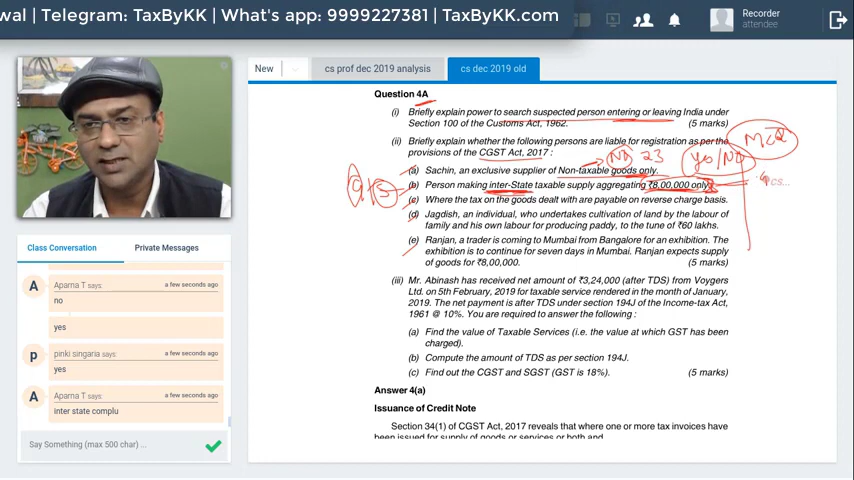 wal | Telegram: TaxByKK | What's app: 9999227381 | TaxByKK.com
Recorder
attendee
New
cs prof dec 2019 analysis
cs dec 2019 old
Question 4A
(i) Briefly explain power to search suspected person entering or leaving India under
Section 100 of the Customs Act, 1962. (5 marks)
(ii) Briefly explain whether the following persons are liable for registration as per the
provisions of the CGST Act, 2017 :
No 23
yes/No
MCQ
(a) Sachin, an exclusive supplier of Non-taxable goods only.
(b) Person making inter-State taxable supply aggregating ₹8,00,000 only.
(c) Where the tax on the goods dealt with are payable on reverse charge basis.
(d) Jagdish, an individual, who undertakes cultivation of land by the labour of
family and his own labour for producing paddy, to the tune of ₹60 lakhs.
(e) Ranjan, a trader is coming to Mumbai from Bangalore for an exhibition. The
exhibition is to continue for seven days in Mumbai. Ranjan expects supply
of goods for ₹8,00,000. (5 marks)
(iii) Mr. Abinash has received net amount of ₹3,24,000 (after TDS) from Voygers
Ltd. on 5th February, 2019 for taxable service rendered in the month of January,
2019. The net payment is after TDS under section 194J of the Income-tax Act,
1961 @ 10%. You are required to answer the following :
(a) Find the value of Taxable Services (i.e. the value at which GST has been
charged).
(b) Compute the amount of TDS as per section 194J.
(c) Find out the CGST and SGST (GST is 18%). (5 marks)
Answer 4(a)
Issuance of Credit Note
Section 34(1) of CGST Act, 2017 reveals that where one or more tax invoices have
been issued for supply of goods or services or both and
Class Conversation
Private Messages
A
Aparna T says: a few seconds ago
no
yes
p
pinki singaria says: a few seconds ago
yes
A
Aparna T says: a few seconds ago
inter state complu
Say Something (max 500 char) ...